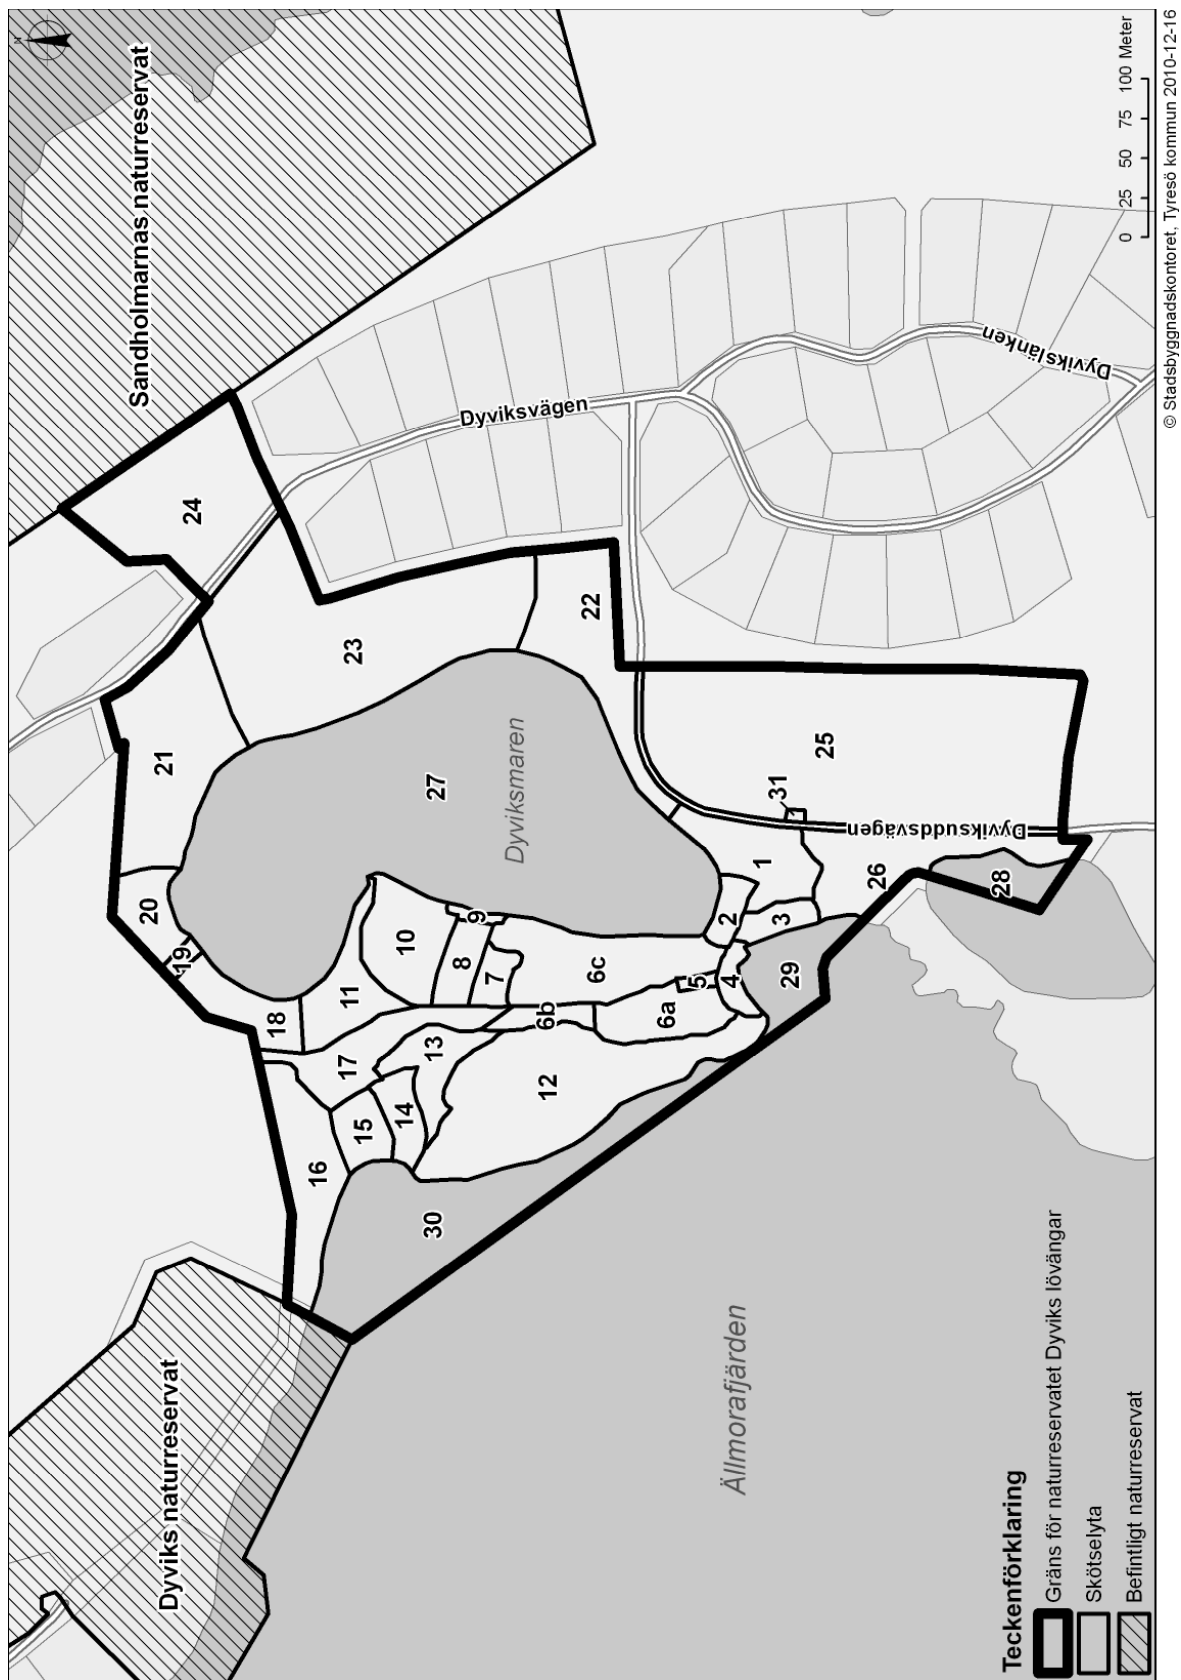 N
Sandholmarnas naturreservat
Dyviks naturreservat
24
23
22
21
20
19
18
17
16
15
14
13
12
11
10
9
8
7
6c
6b
6a
5
4
3
2
1
25
26
27
28
29
30
31
Dyviksmaren
Dyviksvägen
Dyvikslänken
Dyviksuddsvägen
Ällmorafjärden
Teckenförklaring
Gräns för naturreservatet Dyviks lövängar
Skötselyta
Befintligt naturreservat
0 25 50 75 100 Meter
© Stadsbyggnadskontoret, Tyresö kommun 2010-12-16